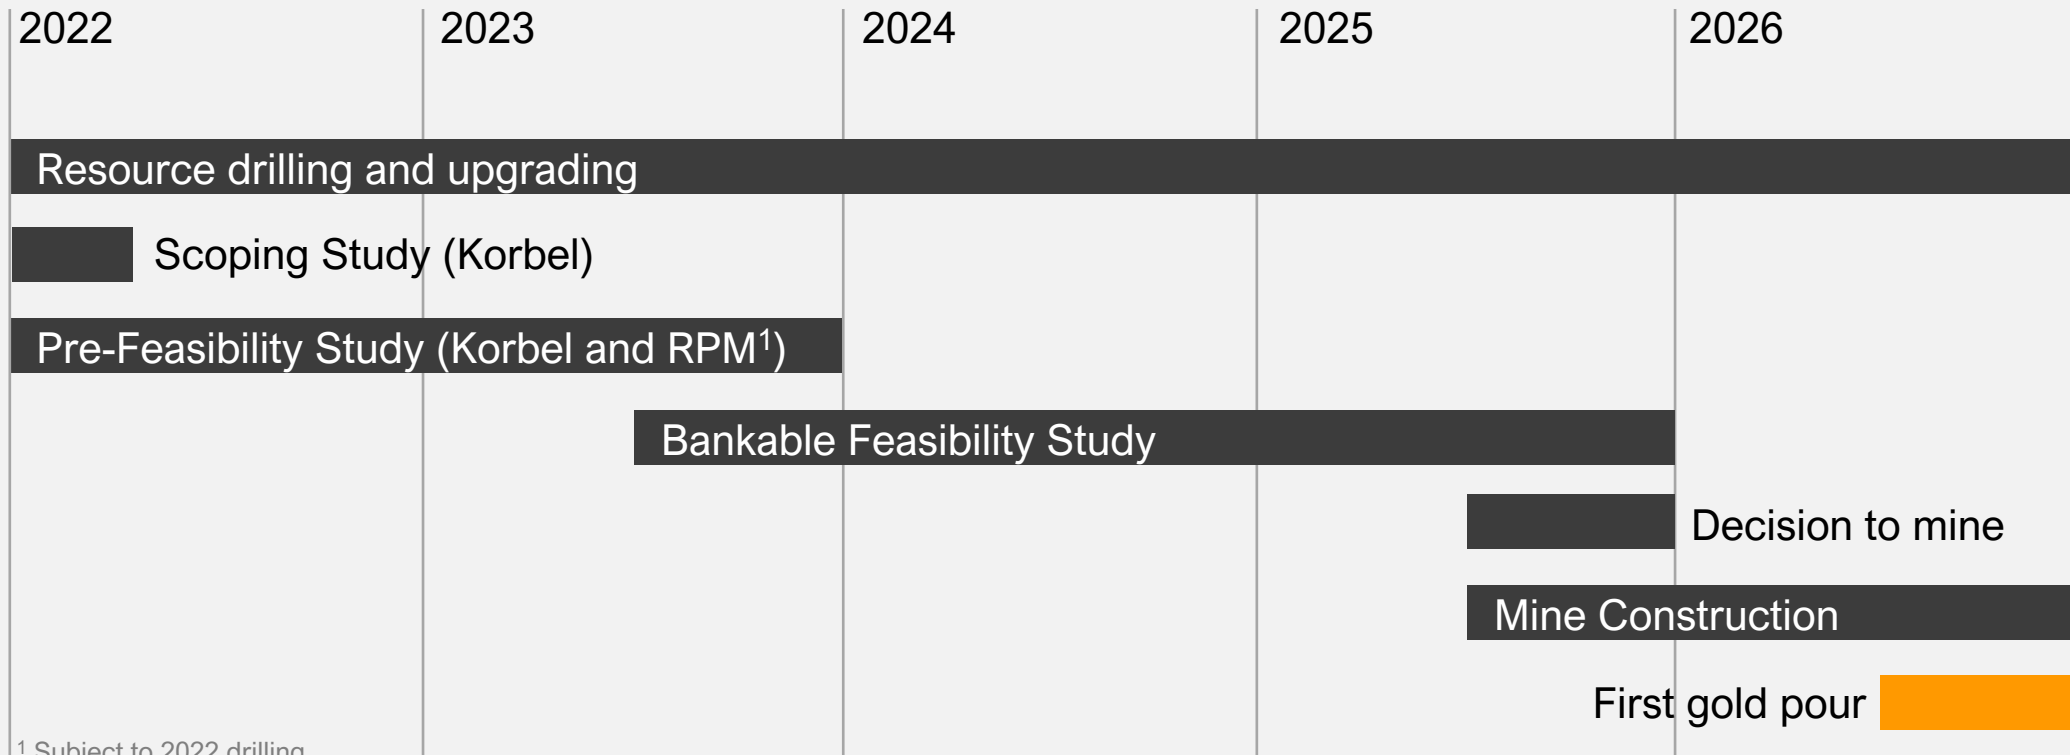 2022 2023 2024 2025 2026
Resource drilling and upgrading
Scoping Study (Korbel)
Pre-Feasibility Study (Korbel and RPM¹)
Bankable Feasibility Study
Decision to mine
Mine Construction
First gold pour
¹ Subject to 2022 drilling